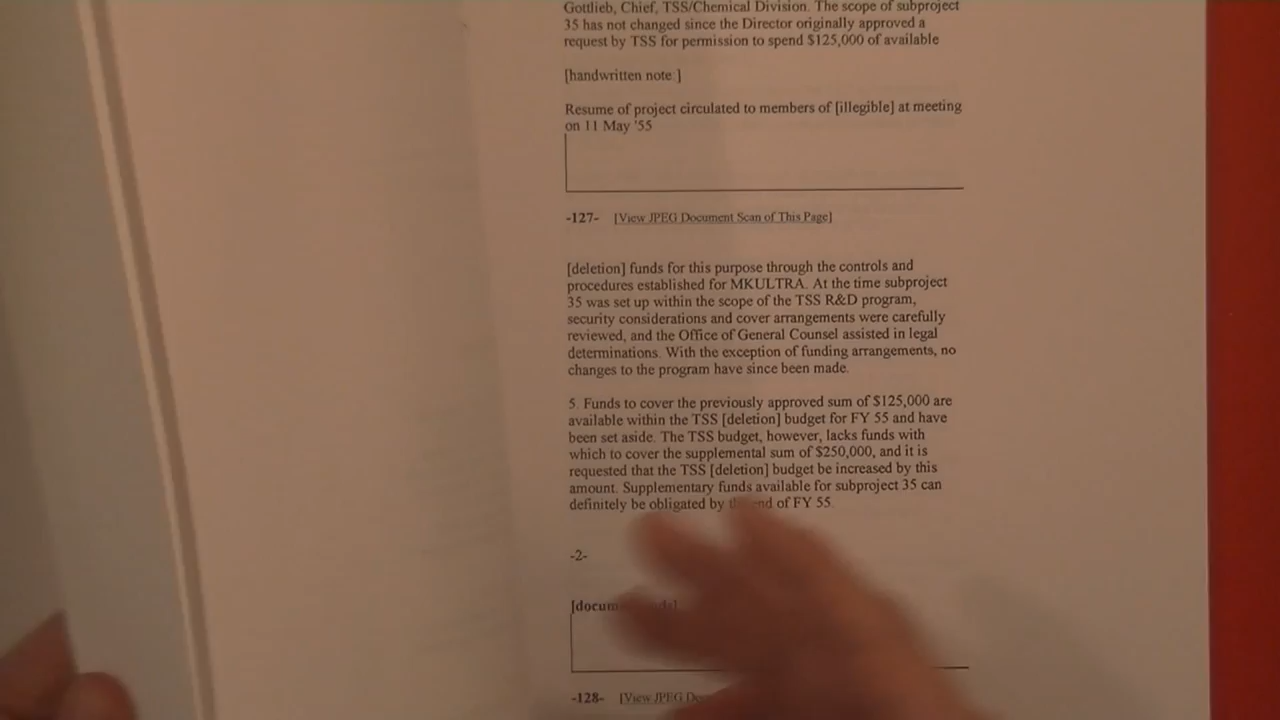 Gottlieb, Chief, TSS/Chemical Division. The scope of subproject
35 has not changed since the Director originally approved a
request by TSS for permission to spend $125,000 of available
[handwritten note:]
Resume of project circulated to members of [illegible] at meeting
on 11 May '55
-127- [View JPEG Document Scan of This Page]
[deletion] funds for this purpose through the controls and
procedures established for MKULTRA. At the time subproject
35 was set up within the scope of the TSS R&D program,
security considerations and cover arrangements were carefully
reviewed, and the Office of General Counsel assisted in legal
determinations. With the exception of funding arrangements, no
changes to the program have since been made.
5. Funds to cover the previously approved sum of $125,000 are
available within the TSS [deletion] budget for FY 55 and have
been set aside. The TSS budget, however, lacks funds with
which to cover the supplemental sum of $250,000, and it is
requested that the TSS [deletion] budget be increased by this
amount. Supplementary funds available for subproject 35 can
definitely be obligated by the end of FY 55.
-2-
-128- [View JPEG